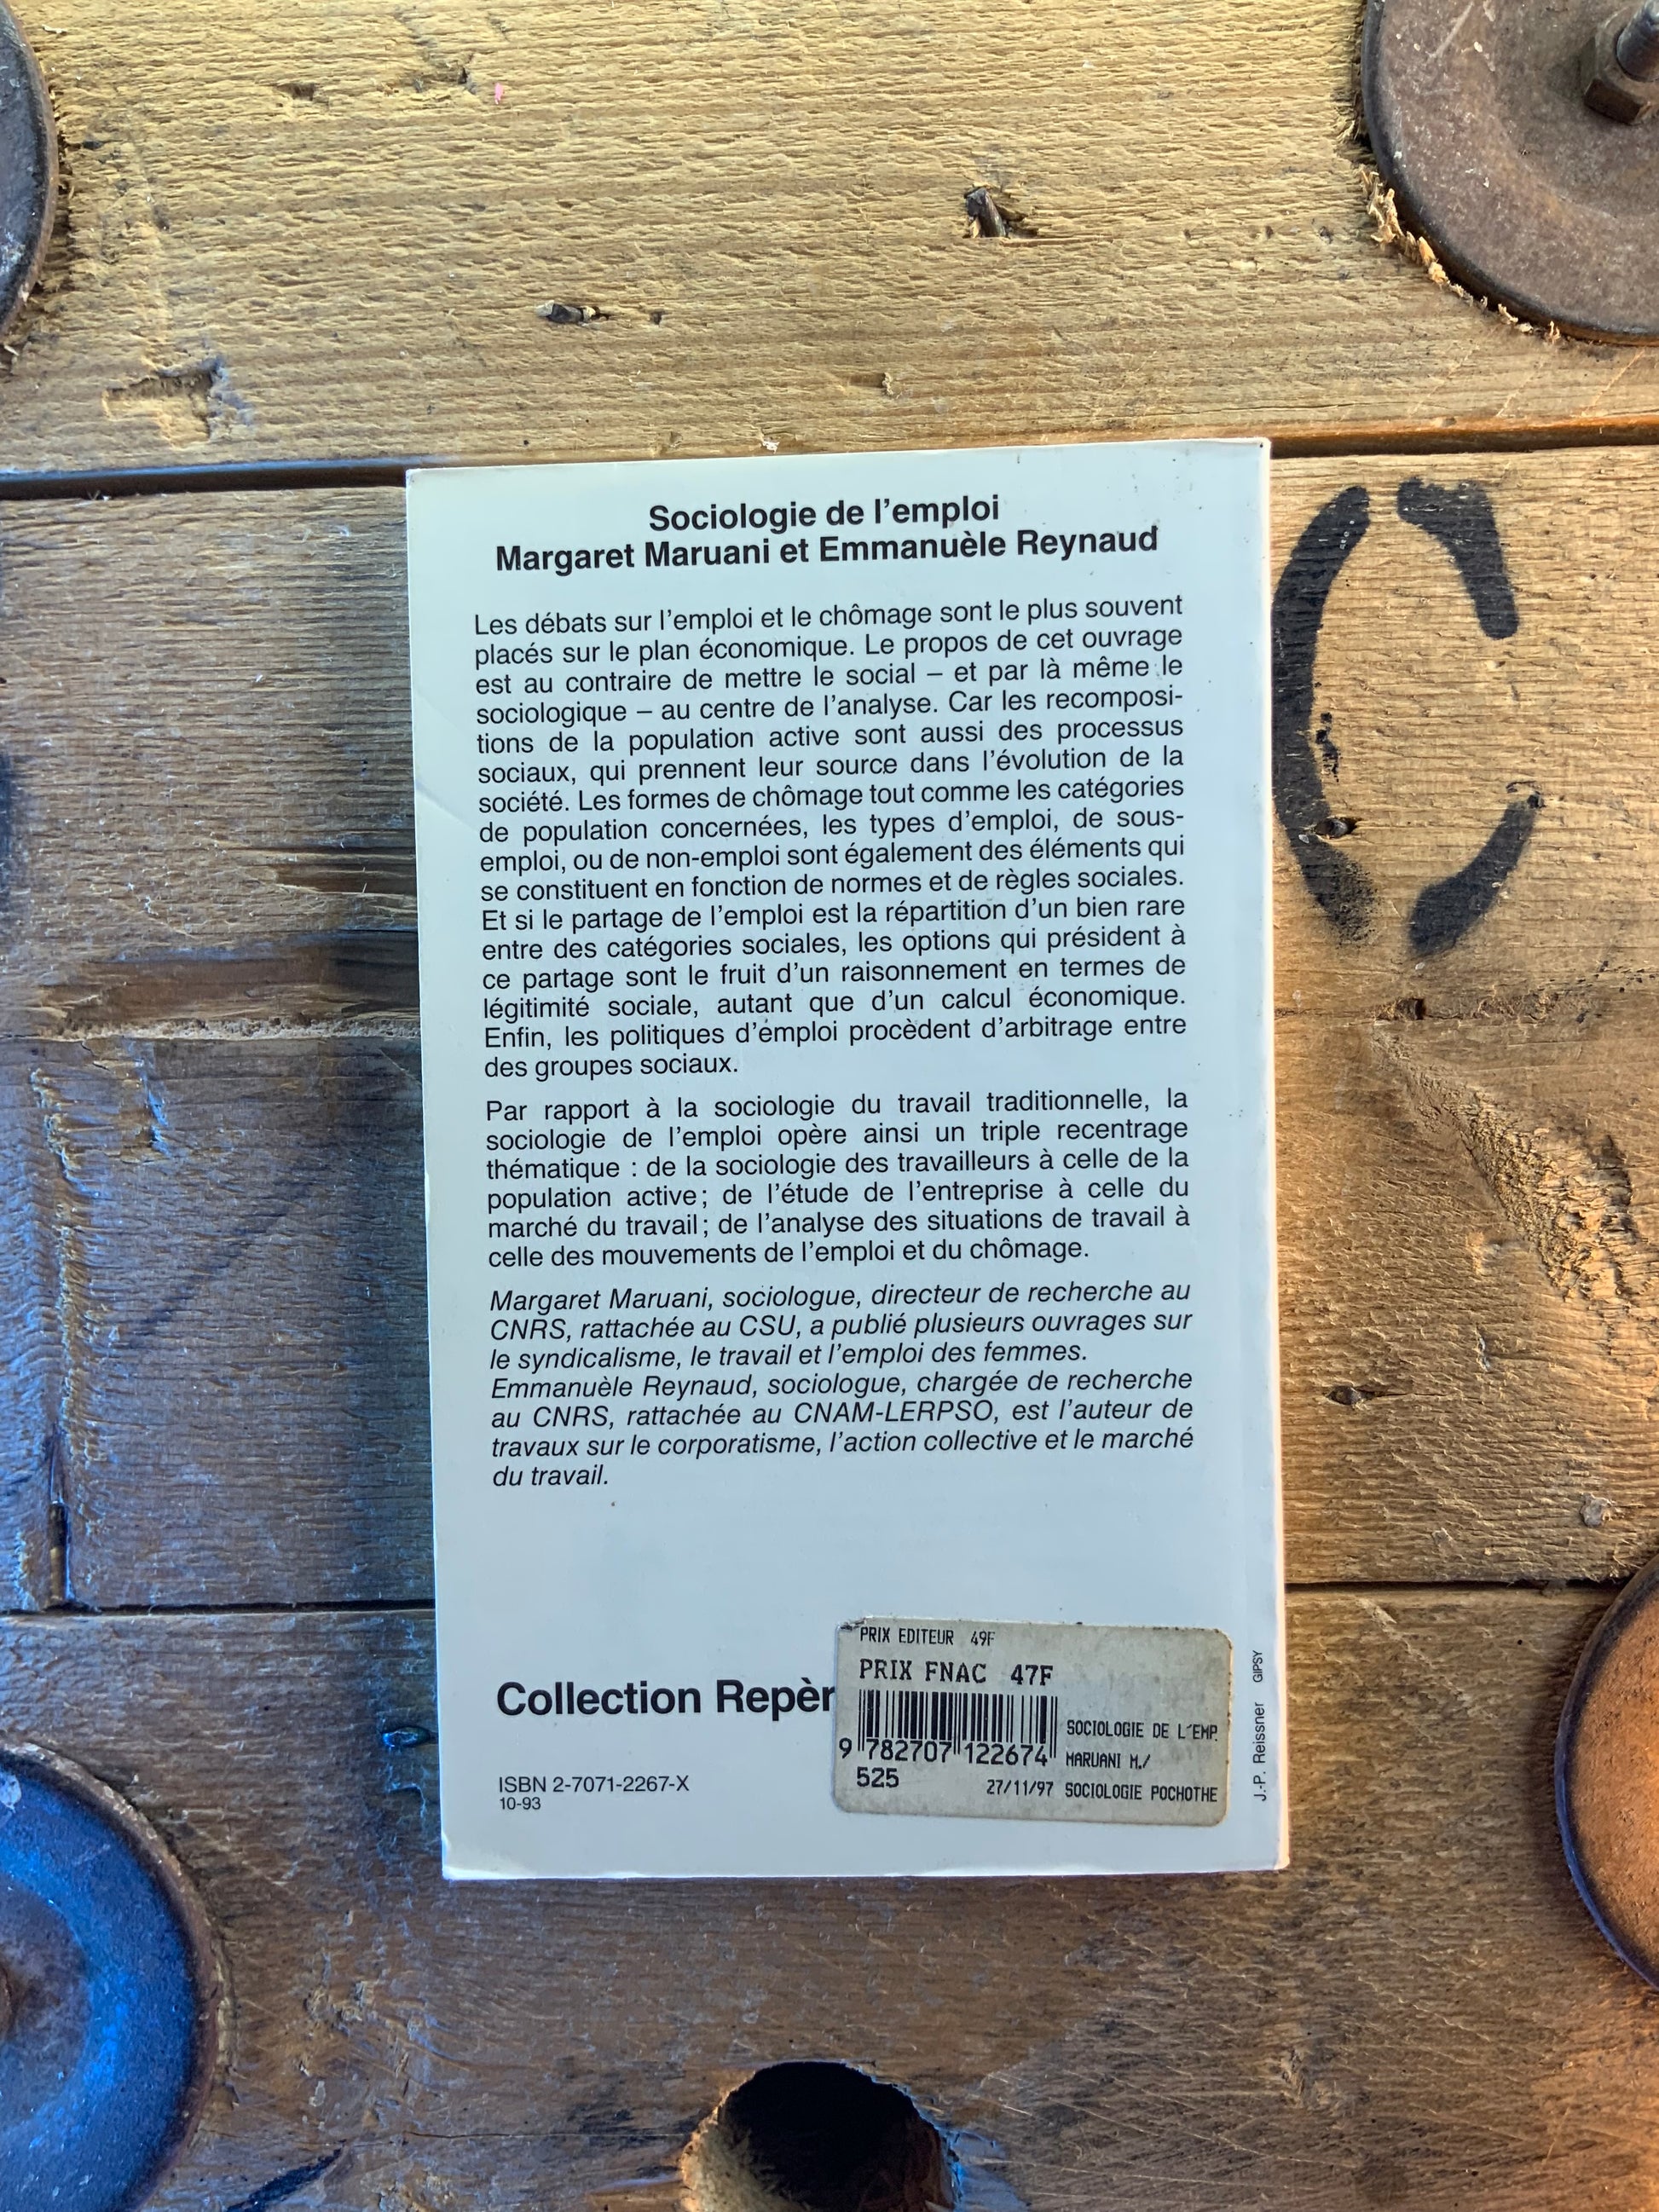 Sociologie de l'emploi
Margaret Maruani et Emmanuèle Reynaud
Les débats sur l'emploi et le chômage sont le plus souvent
placés sur le plan économique. Le propos de cet ouvrage
est au contraire de mettre le social – et par là même le
sociologique – au centre de l'analyse. Car les recomposi-
tions de la population active sont aussi des processus
sociaux, qui prennent leur source dans l'évolution de la
société. Les formes de chômage tout comme les catégories
de population concernées, les types d'emploi, de sous-
emploi, ou de non-emploi sont également des éléments qui
se constituent en fonction de normes et de règles sociales.
Et si le partage de l'emploi est la répartition d'un bien rare
entre des catégories sociales, les options qui président à
ce partage sont le fruit d'un raisonnement en termes de
légitimité sociale, autant que d'un calcul économique.
Enfin, les politiques d'emploi procèdent d'arbitrage entre
des groupes sociaux.
Par rapport à la sociologie du travail traditionnelle, la
sociologie de l'emploi opère ainsi un triple recentrage
thématique : de la sociologie des travailleurs à celle de la
population active; de l'étude de l'entreprise à celle du
marché du travail; de l'analyse des situations de travail à
celle des mouvements de l'emploi et du chômage.
Margaret Maruani, sociologue, directeur de recherche au
CNRS, rattachée au CSU, a publié plusieurs ouvrages sur
le syndicalisme, le travail et l'emploi des femmes.
Emmanuèle Reynaud, sociologue, chargée de recherche
au CNRS, rattachée au CNAM-LERPSO, est l'auteur de
travaux sur le corporatisme, l'action collective et le marché
du travail.
Collection Repèr
ISBN 2-7071-2267-X
10-93
PRIX EDITEUR 49F
PRIX FNAC 47F
9 782707 122674
525
SOCIOLOGIE DE L'EMP.
MARUANI M./
27/11/97 SOCIOLOGIE POCHOTHE
J.-P. Reissner GIPSY
C